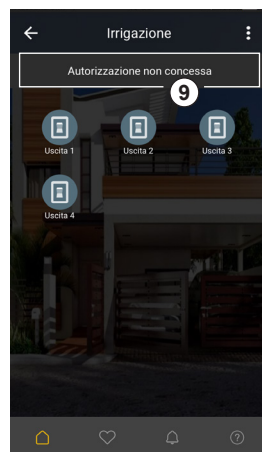 Irrigazione
Autorizzazione non concessa
9
Uscita 1 Uscita 2 Uscita 3
Uscita 4
?